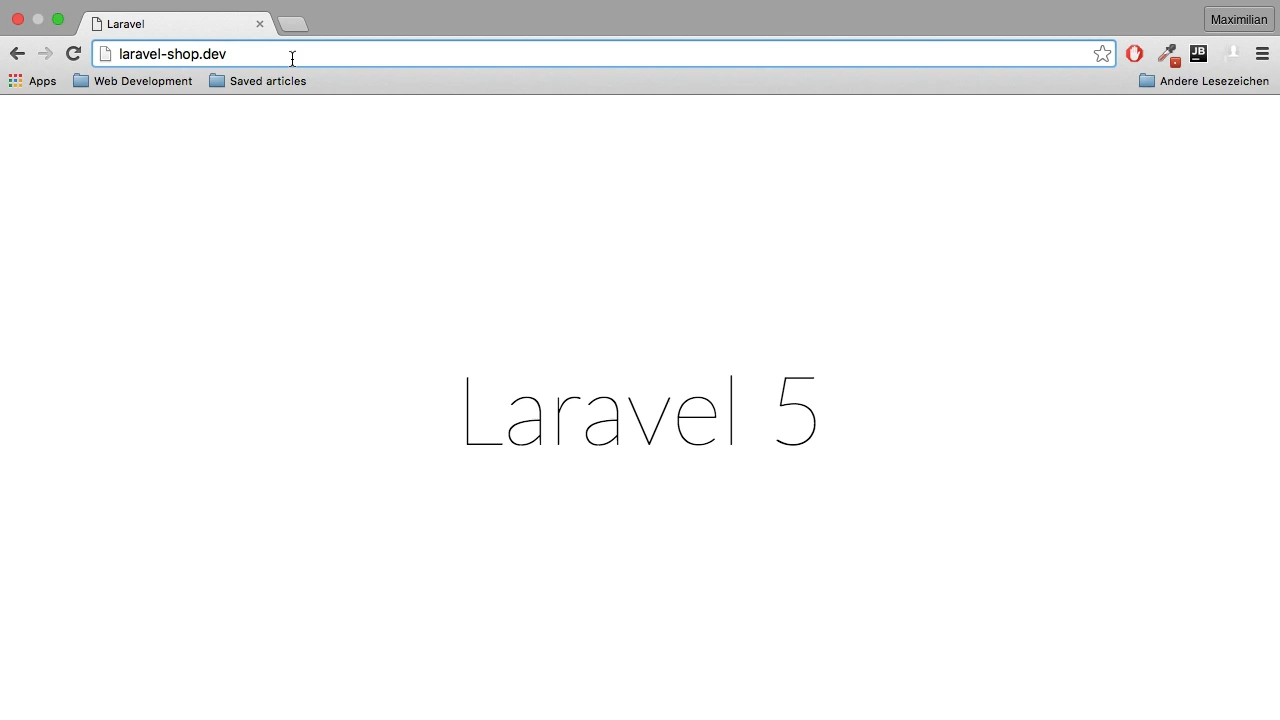 Laravel
Maximilian
laravel-shop.dev
JB
Apps
Web Development
Saved articles
Andere Lesezeichen
Laravel 5